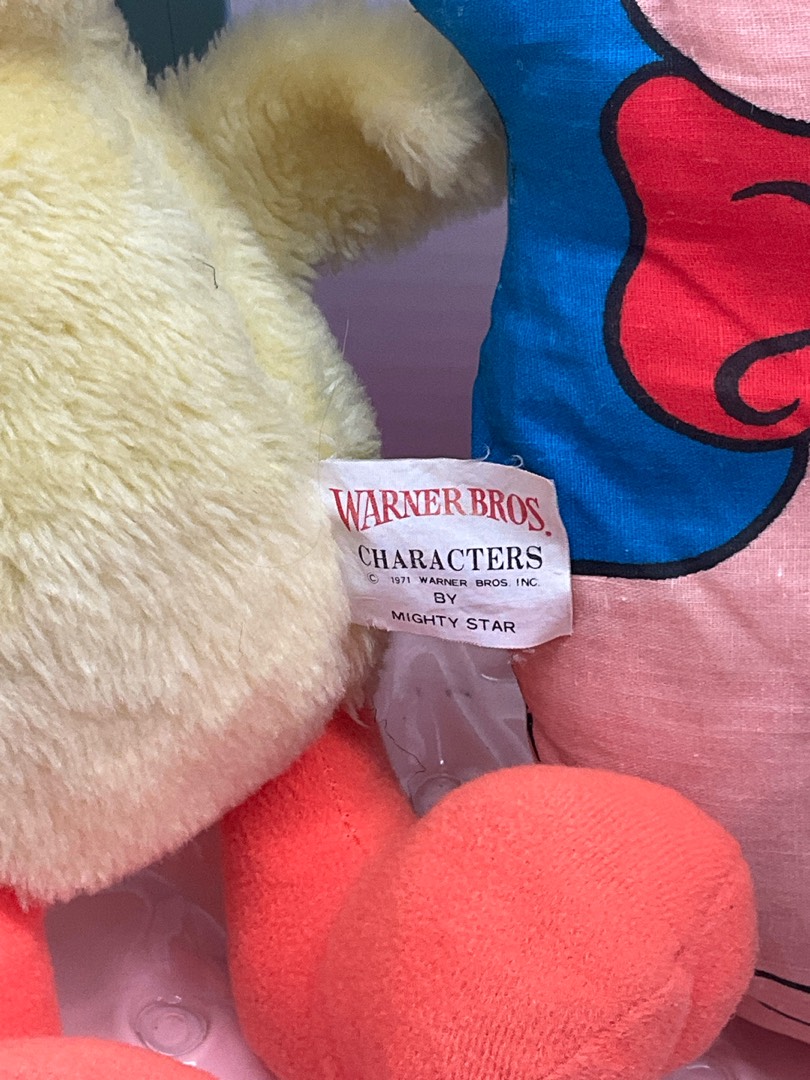 WARNER BROS.
CHARACTERS
© 1971 WARNER BROS. INC.
BY
MIGHTY STAR